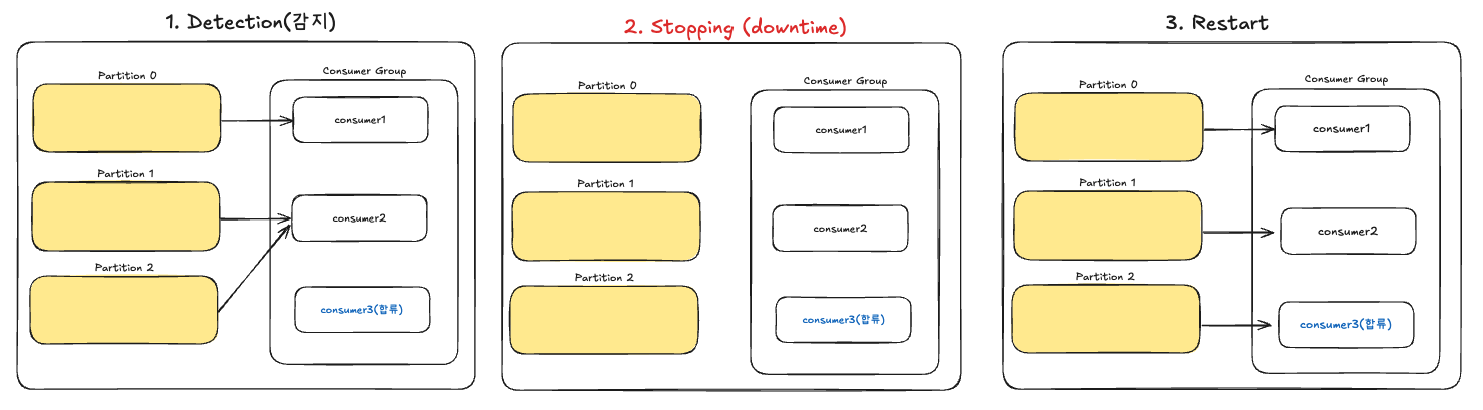 1. Detection(감지)
Partition 0
Consumer Group
consumer1
Partition 1
consumer2
Partition 2
consumer3(합류)
2. Stopping (downtime)
Partition 0
Consumer Group
consumer1
Partition 1
consumer2
Partition 2
consumer3(합류)
3. Restart
Partition 0
Consumer Group
consumer1
Partition 1
consumer2
Partition 2
consumer3(합류)